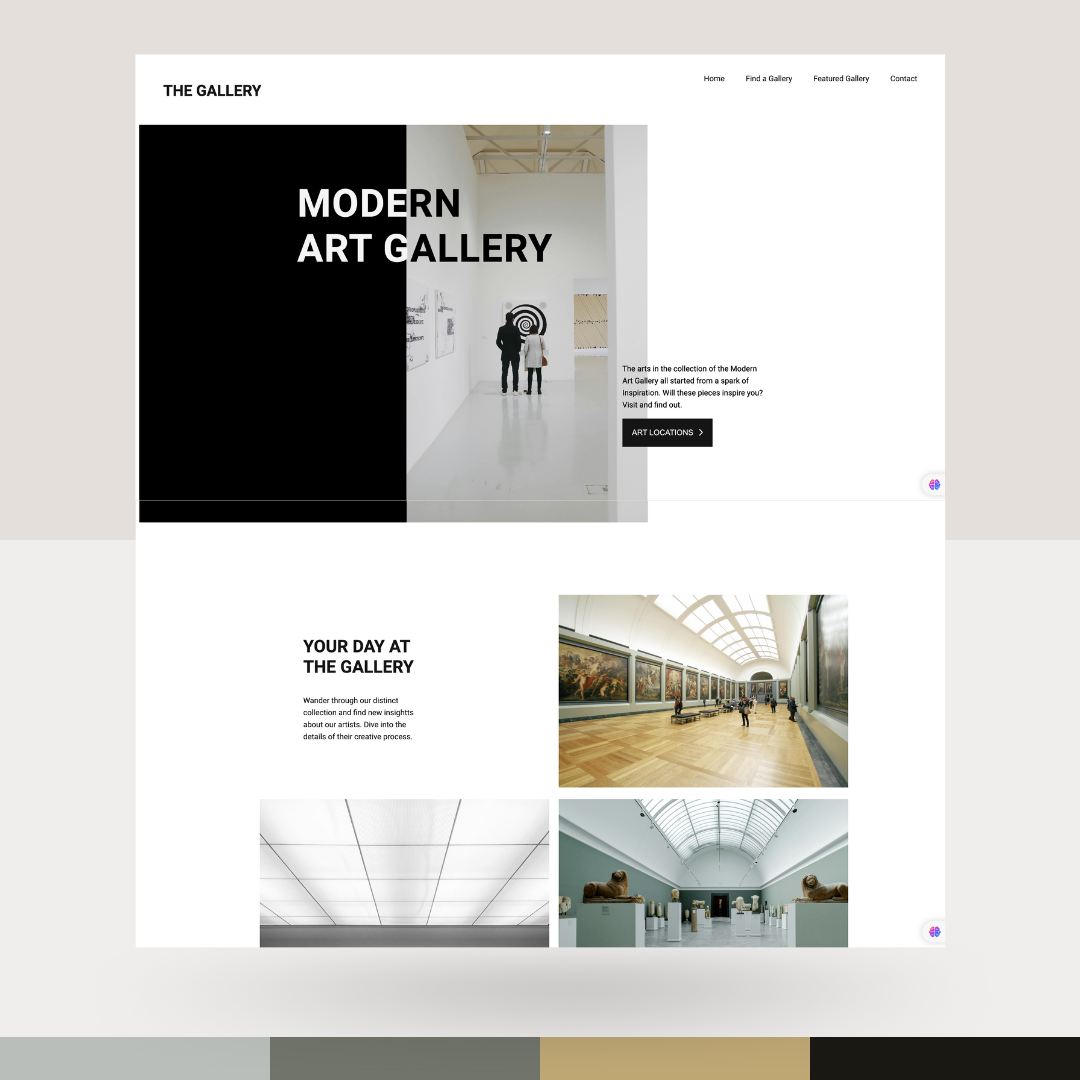 THE GALLERY
Home Find a Gallery Featured Gallery Contact
MODERN
ART GALLERY
The arts in the collection of the Modern
Art Gallery all started from a spark of
Inspiration. Will these pieces inspire you?
Visit and find out.
ART LOCATIONS
YOUR DAY AT
THE GALLERY
Wander through our distinct
collection and find new insightts
about our artists. Dive into the
details of their creative process.